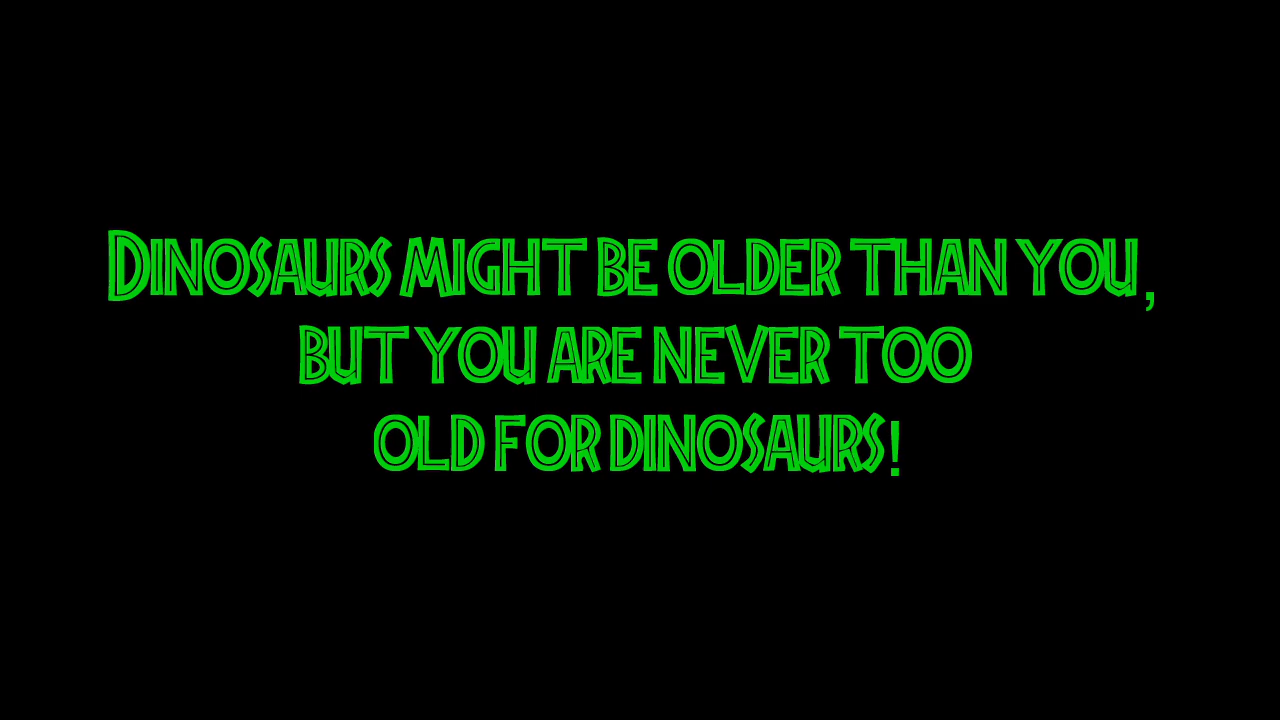 Dinosaurs might be older than you,
but you are never too
old for dinosaurs!